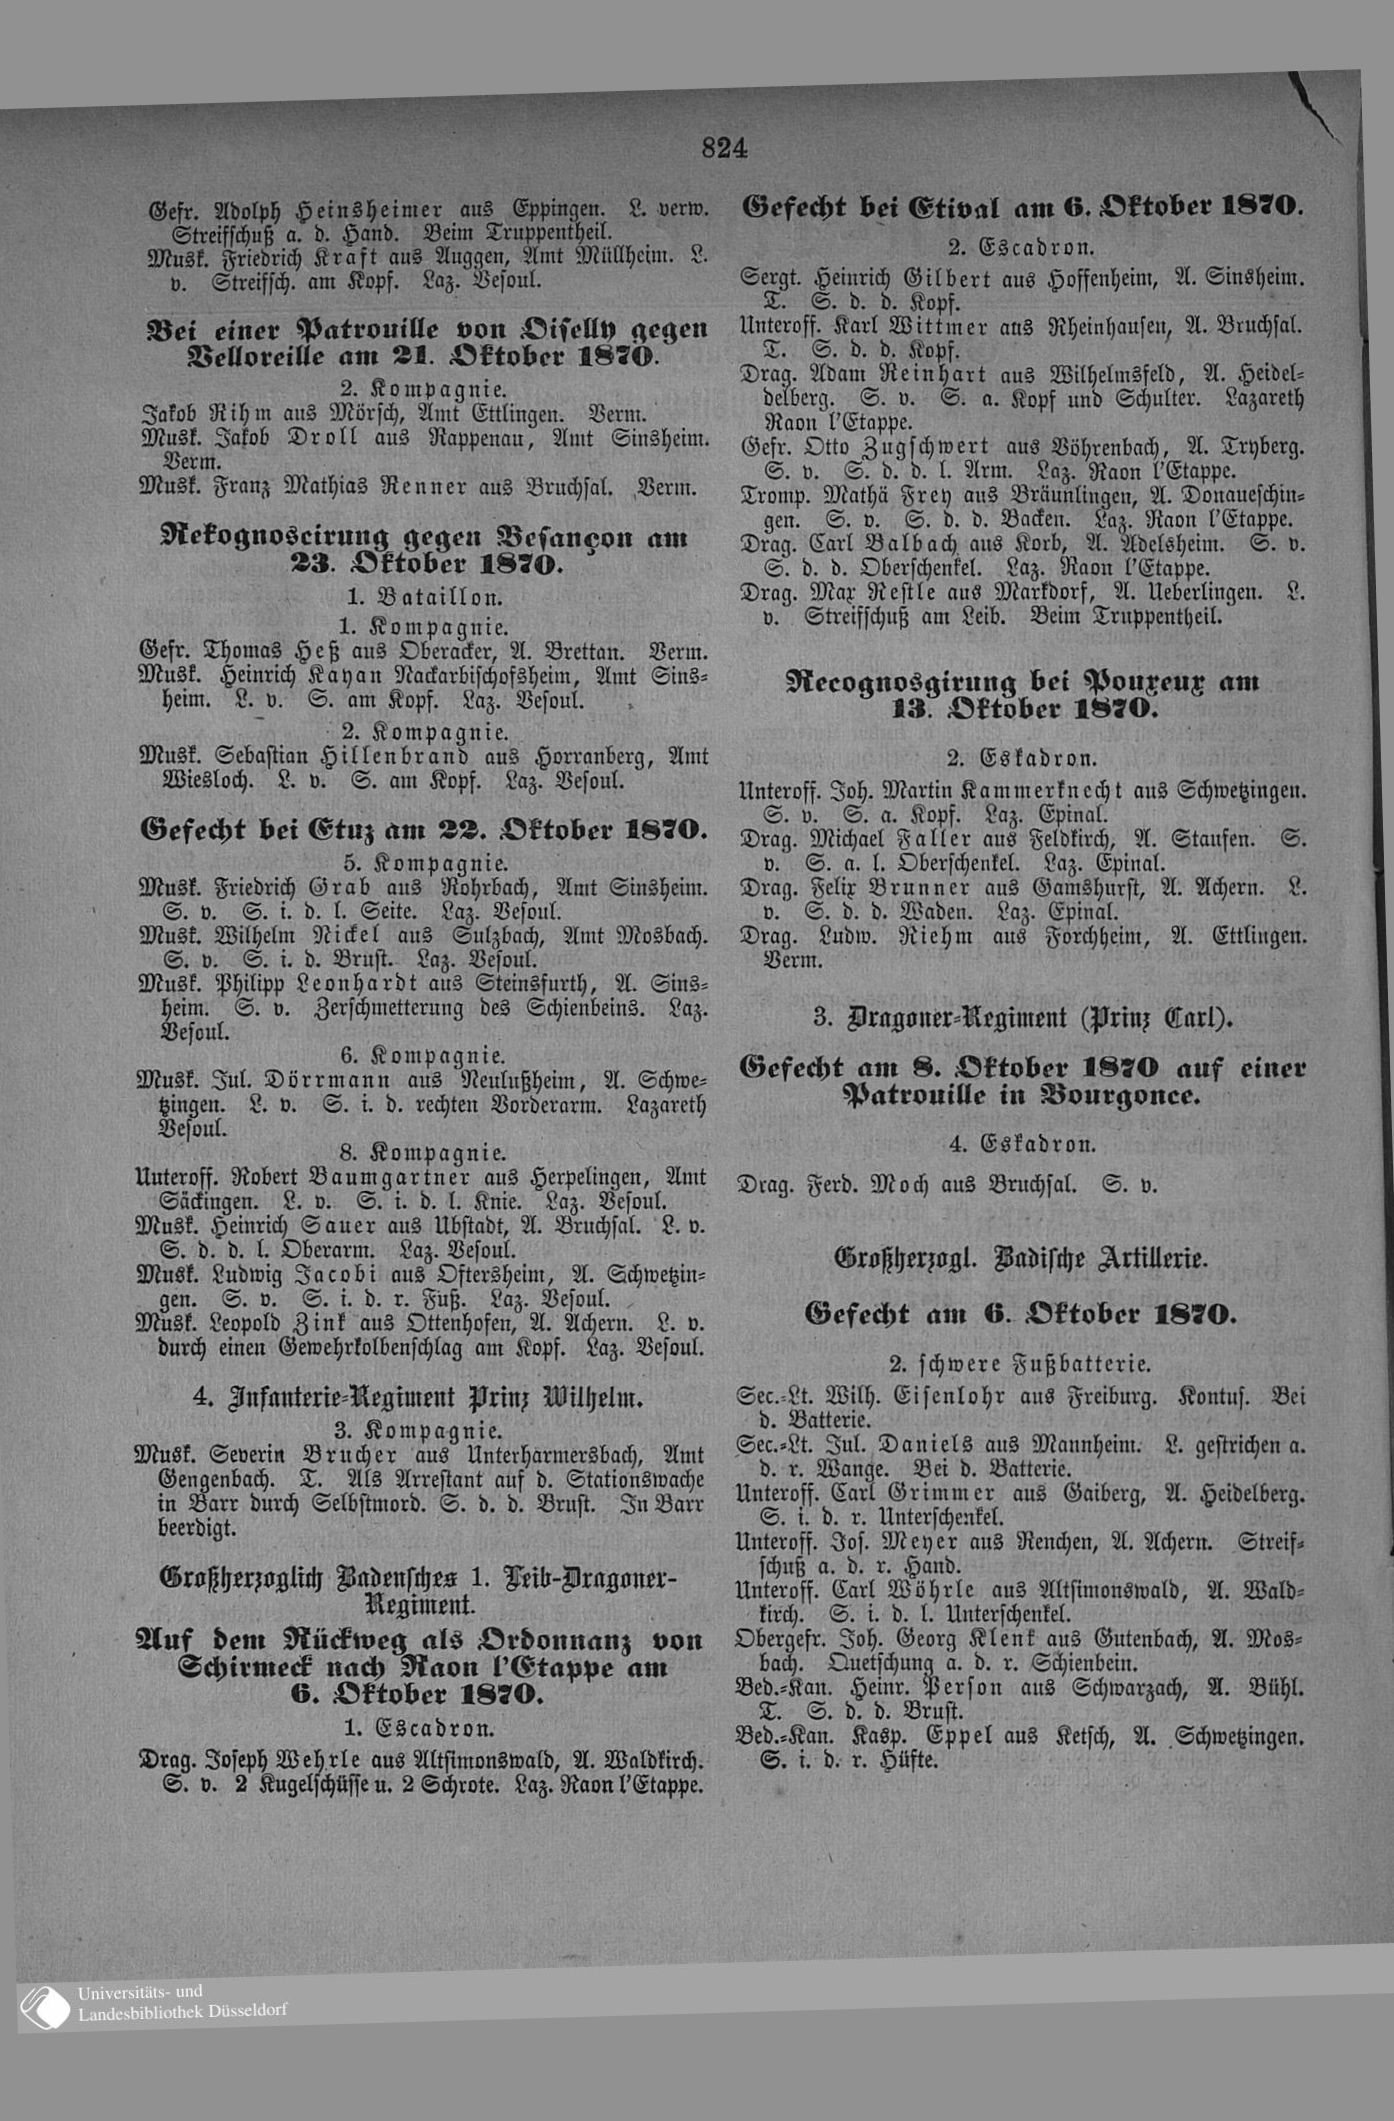 824
Gefr. Adolph Heinsheimer aus Eppingen. L. verw.
Streifschuß a. d. Hand. Beim Truppentheil.
Musk. Friedrich Kraft aus Auggen, Amt Müllheim. L.
v. Streifsch. am Kopf. Laz. Vesoul.
Bei einer Patrouille von Oiselly gegen
Velloreille am 21. Oktober 1870.
2. Kompagnie.
Jakob Rihm aus Mörsch, Amt Ettlingen. Verm.
Musk. Jakob Droll aus Rappenau, Amt Sinsheim.
Verm.
Musk. Franz Mathias Renner aus Bruchsal. Verm.
Rekognoscirung gegen Besançon am
23. Oktober 1870.
1. Bataillon.
1. Kompagnie.
Gefr. Thomas Heß aus Oberacker, A. Brettan. Verm.
Musk. Heinrich Kayan Nackarbischofsheim, Amt Sins-
heim. L. v. S. am Kopf. Laz. Vesoul.
2. Kompagnie.
Musk. Sebastian Hillenbrand aus Horranberg, Amt
Wiesloch. L. v. S. am Kopf. Laz. Vesoul.
Gefecht bei Etuz am 22. Oktober 1870.
5. Kompagnie.
Musk. Friedrich Grab aus Rohrbach, Amt Sinsheim.
S. v. S. i. d. l. Seite. Laz. Vesoul.
Musk. Wilhelm Nickel aus Sulzbach, Amt Mosbach.
S. v. S. i. d. Brust. Laz. Vesoul.
Musk. Philipp Leonhardt aus Steinsfurth, A. Sins-
heim. S. v. Zerschmetterung des Schienbeins. Laz.
Vesoul.
6. Kompagnie.
Musk. Jul. Dörrmann aus Neulußheim, A. Schwe-
tzingen. L. v. S. i. d. rechten Vorderarm. Lazareth
Vesoul.
8. Kompagnie.
Unteroff. Robert Baumgartner aus Herpelingen, Amt
Säckingen. L. v. S. i. d. l. Knie. Laz. Vesoul.
Musk. Heinrich Sauer aus Ubstadt, A. Bruchsal. L. v.
S. d. d. l. Oberarm. Laz. Vesoul.
Musk. Ludwig Jacobi aus Oftersheim, A. Schwetzin-
gen. S. v. S. i. d. r. Fuß. Laz. Vesoul.
Musk. Leopold Zink aus Ottenhofen, A. Achern. L. v.
durch einen Gewehrkolbenschlag am Kopf. Laz. Vesoul.
4. Infanterie-Regiment Prinz Wilhelm.
3. Kompagnie.
Musk. Severin Brucher aus Unterharmersbach, Amt
Gengenbach. T. Als Arrestant auf d. Stationswache
in Barr durch Selbstmord. S. d. d. Brust. In Barr
beerdigt.
Großherzoglich Badensches 1. Leib-Dragoner-
Regiment.
Auf dem Rückweg als Ordonnanz von
Schirmeck nach Raon l'Etappe am
6. Oktober 1870.
1. Escadron.
Drag. Joseph Wehrle aus Altsimonswald, A. Waldkirch.
S. v. 2 Kugelschüsse u. 2 Schrote. Laz. Raon l'Etappe.
Gefecht bei Etival am 6. Oktober 1870.
2. Escadron.
Sergt. Heinrich Gilbert aus Hoffenheim, A. Sinsheim.
T. S. d. d. Kopf.
Unteroff. Karl Wittmer aus Rheinhausen, A. Bruchsal.
T. S. d. d. Kopf.
Drag. Adam Reinhart aus Wilhelmsfeld, A. Heidel-
delberg. S. v. S. a. Kopf und Schulter. Lazareth
Raon l'Etappe.
Gefr. Otto Zugschwert aus Vöhrenbach, A. Tryberg.
S. v. S. d. d. l. Arm. Laz. Raon l'Etappe.
Tromp. Mathä Frey aus Bräunlingen, A. Donaueschin-
gen. S. v. S. d. d. Backen. Laz. Raon l'Etappe.
Drag. Carl Balbach aus Korb, A. Adelsheim. S. v.
S. d. d. Oberschenkel. Laz. Raon l'Etappe.
Drag. Max Restle aus Markdorf, A. Ueberlingen. L.
v. Streifschuß am Leib. Beim Truppentheil.
Recognosgirung bei Pouxeux am
13. Oktober 1870.
2. Eskadron.
Unteroff. Joh. Martin Kammerknecht aus Schwetzingen.
S. v. S. a. Kopf. Laz. Epinal.
Drag. Michael Faller aus Feldkirch, A. Staufen. S.
v. S. a. l. Oberschenkel. Laz. Epinal.
Drag. Felix Brunner aus Gamshurst, A. Achern. L.
v. S. d. d. Waden. Laz. Epinal.
Drag. Ludw. Riehm aus Forchheim, A. Ettlingen.
Verm.
3. Dragoner-Regiment (Prinz Carl).
Gefecht am 8. Oktober 1870 auf einer
Patrouille in Bourgonce.
4. Eskadron.
Drag. Ferd. Moch aus Bruchsal. S. v.
Großherzogl. Badische Artillerie.
Gefecht am 6. Oktober 1870.
2. schwere Fußbatterie.
Sec.-Lt. Wilh. Eisenlohr aus Freiburg. Kontus. Bei
d. Batterie.
Sec.-Lt. Jul. Daniels aus Mannheim. L. gestrichen a.
d. r. Wange. Bei d. Batterie.
Unteroff. Carl Grimmer aus Gaiberg, A. Heidelberg.
S. i. d. r. Unterschenkel.
Unteroff. Jos. Meyer aus Renchen, A. Achern. Streif-
schuß a. d. r. Hand.
Unteroff. Carl Wöhrle aus Altsimonswald, A. Wald-
kirch. S. i. d. l. Unterschenkel.
Obergefr. Joh. Georg Klenk aus Gutenbach, A. Mos-
bach. Quetschung a. d. r. Schienbein.
Bed.-Kan. Heinr. Person aus Schwarzach, A. Bühl.
T. S. d. d. Brust.
Bed.-Kan. Kasp. Eppel aus Ketsch, A. Schwetzingen.
S. i. d. r. Hüfte.
Universitäts- und
Landesbibliothek Düsseldorf